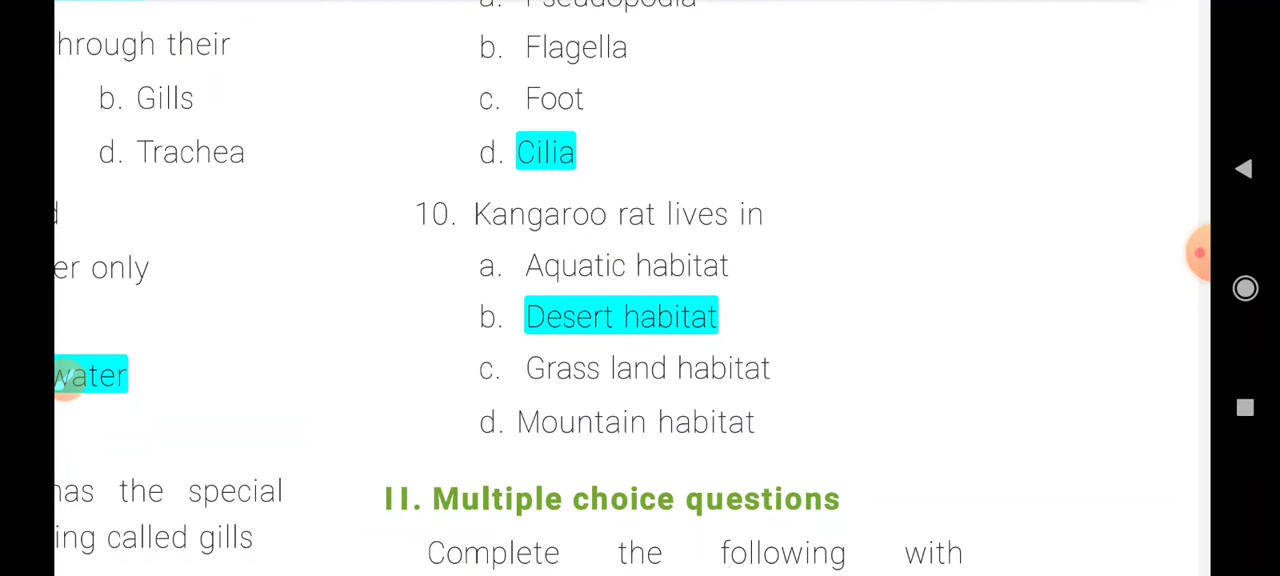 hrough their
b. Gills
d. Trachea
er only
water
has the special
ing called gills
a. Pseudopodia
b. Flagella
c. Foot
d. Cilia
10. Kangaroo rat lives in
a. Aquatic habitat
b. Desert habitat
c. Grass land habitat
d. Mountain habitat
II. Multiple choice questions
Complete the following with